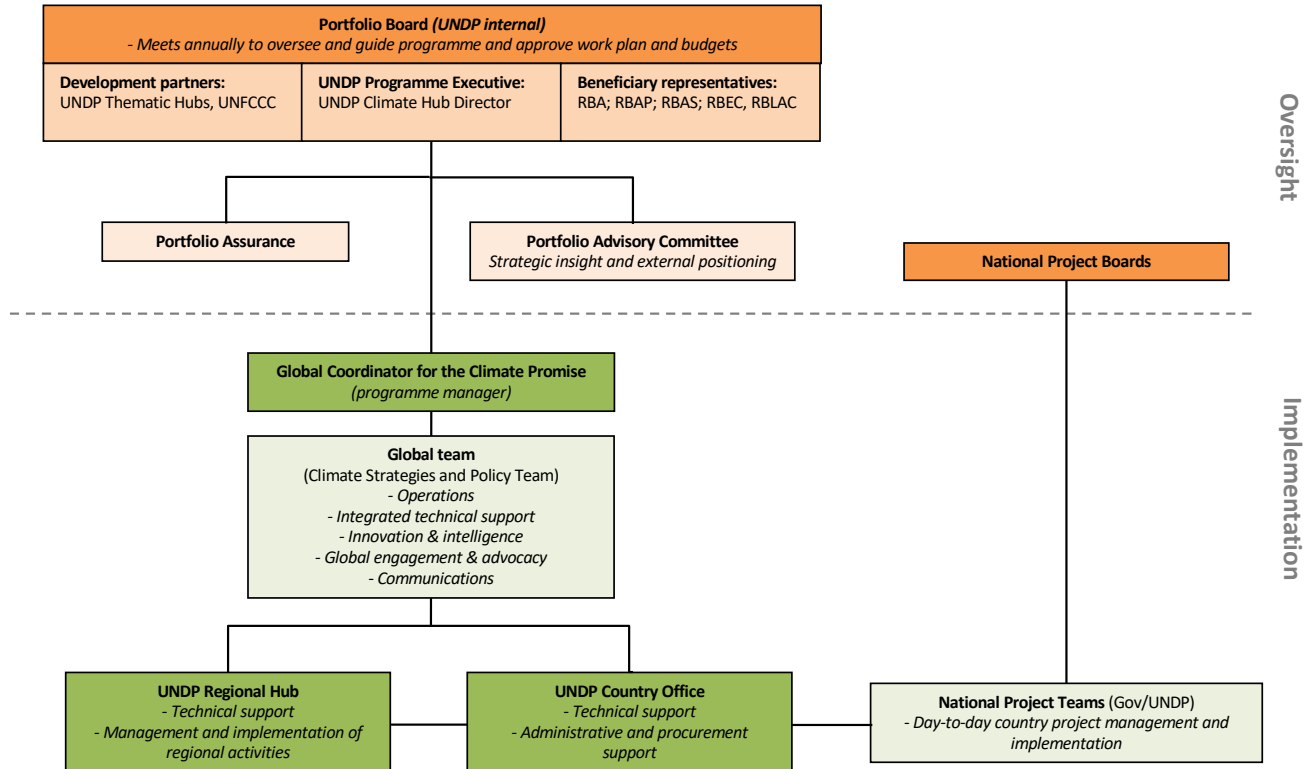 Portfolio Board (UNDP internal)
- Meets annually to oversee and guide programme and approve work plan and budgets
Development partners:
UNDP Thematic Hubs, UNFCCC
UNDP Programme Executive:
UNDP Climate Hub Director
Beneficiary representatives:
RBA; RBAP; RBAS; RBEC, RBLAC
Oversight
Portfolio Assurance
Portfolio Advisory Committee
Strategic insight and external positioning
National Project Boards
Global Coordinator for the Climate Promise
(programme manager)
Implementation
Global team
(Climate Strategies and Policy Team)
- Operations
- Integrated technical support
- Innovation & intelligence
- Global engagement & advocacy
- Communications
UNDP Regional Hub
- Technical support
- Management and implementation of
regional activities
UNDP Country Office
- Technical support
- Administrative and procurement
support
National Project Teams (Gov/UNDP)
- Day-to-day country project management and
implementation